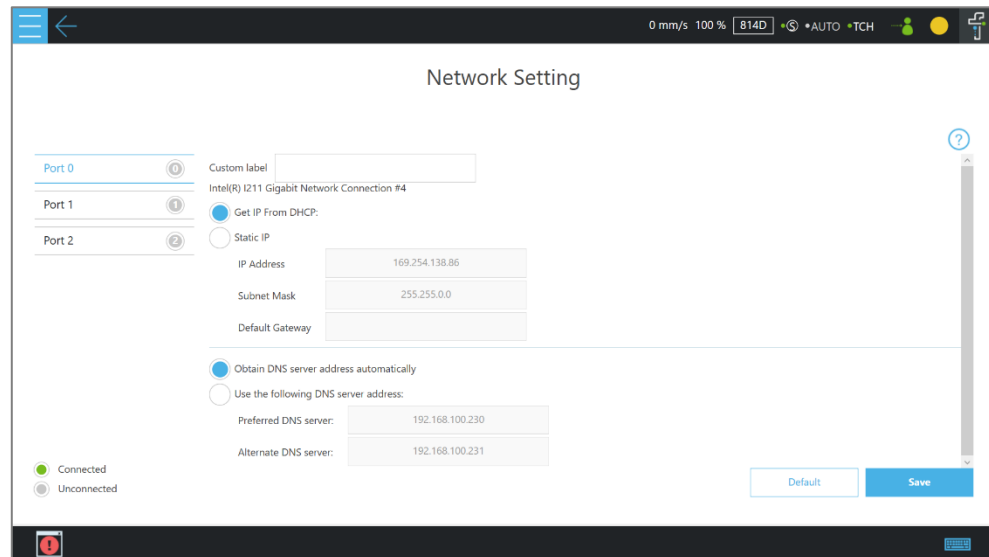 0 mm/s 100 % 814D S AUTO TCH
Network Setting
?
Port 0 0
Port 1 1
Port 2 2
Custom label
Intel(R) I211 Gigabit Network Connection #4
Get IP From DHCP:
Static IP
IP Address 169.254.138.86
Subnet Mask 255.255.0.0
Default Gateway
Obtain DNS server address automatically
Use the following DNS server address:
Preferred DNS server: 192.168.100.230
Alternate DNS server: 192.168.100.231
Connected
Unconnected
Default Save
!